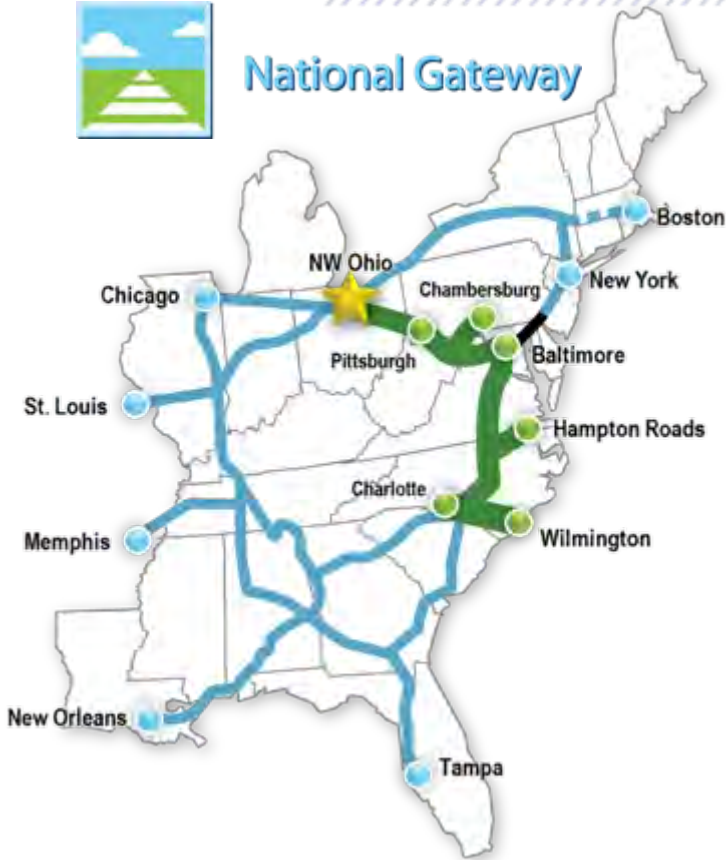 National Gateway
Boston
NW Ohio
New York
Chambersburg
Chicago
Pittsburgh
Baltimore
St. Louis
Hampton Roads
Charlotte
Memphis
Wilmington
New Orleans
Tampa